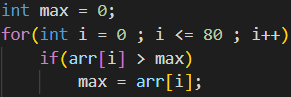 int max = 0;
for(int i = 0 ; i <= 80 ; i++)
    if(arr[i] > max)
        max = arr[i];